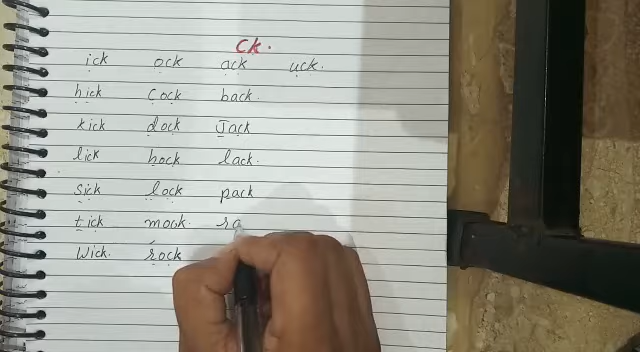 ck.
ick ock ack uck.
hick cock back.
kick dock Jack
lick hock lack.
sick lock pack
tick mock. ra
Wick. rock